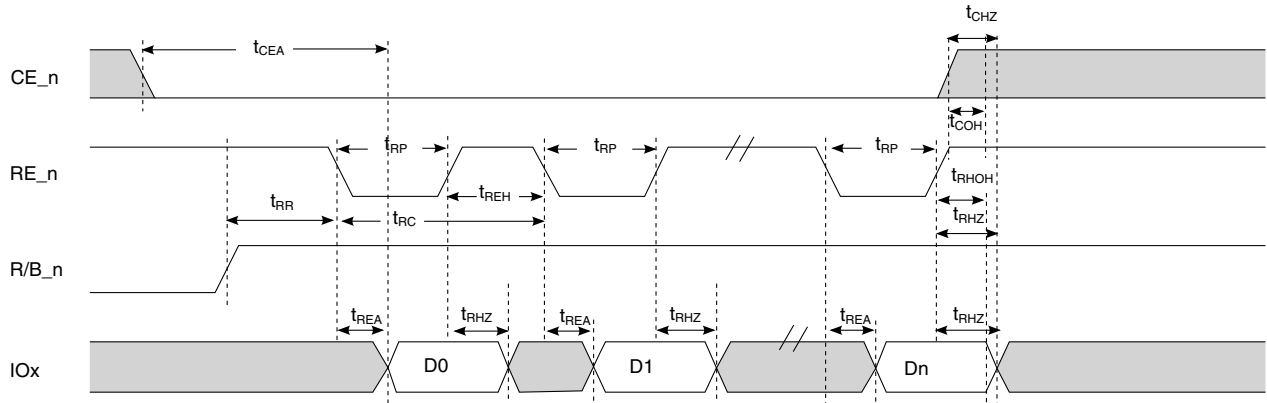 tCHZ
tCEA
CE_n
tCOH
tRP
tRP
tRP
RE_n
tREH
tRHOH
tRR
tRC
tRHZ
R/B_n
tREA
tRHZ
tREA
tRHZ
tREA
tRHZ
IOx
D0
D1
Dn